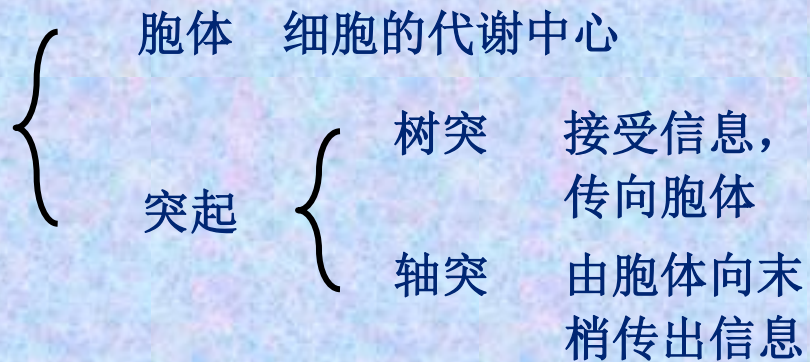 胞体 细胞的代谢中心
树突 接受信息，
传向胞体
突起
轴突 由胞体向末
梢传出信息